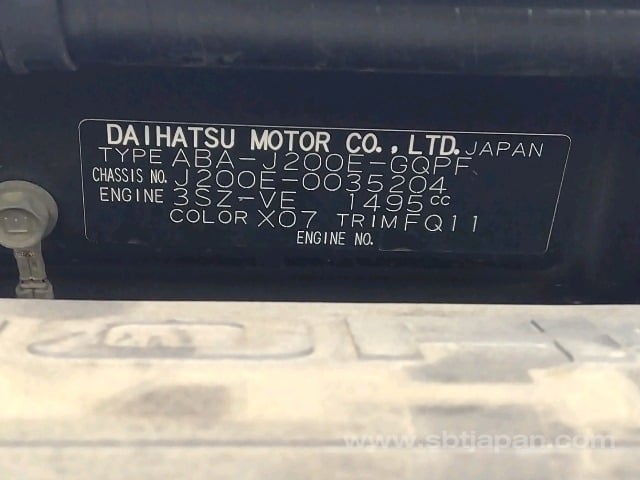 DAIHATSU MOTOR CO., LTD. JAPAN
TYPE ABA-J200E-GQPF
CHASSIS NO. J200E-0035204
ENGINE 3SZ-VE 1495cc
COLOR X07 TRIM FQ11
ENGINE NO.
www.sbtjapan.com